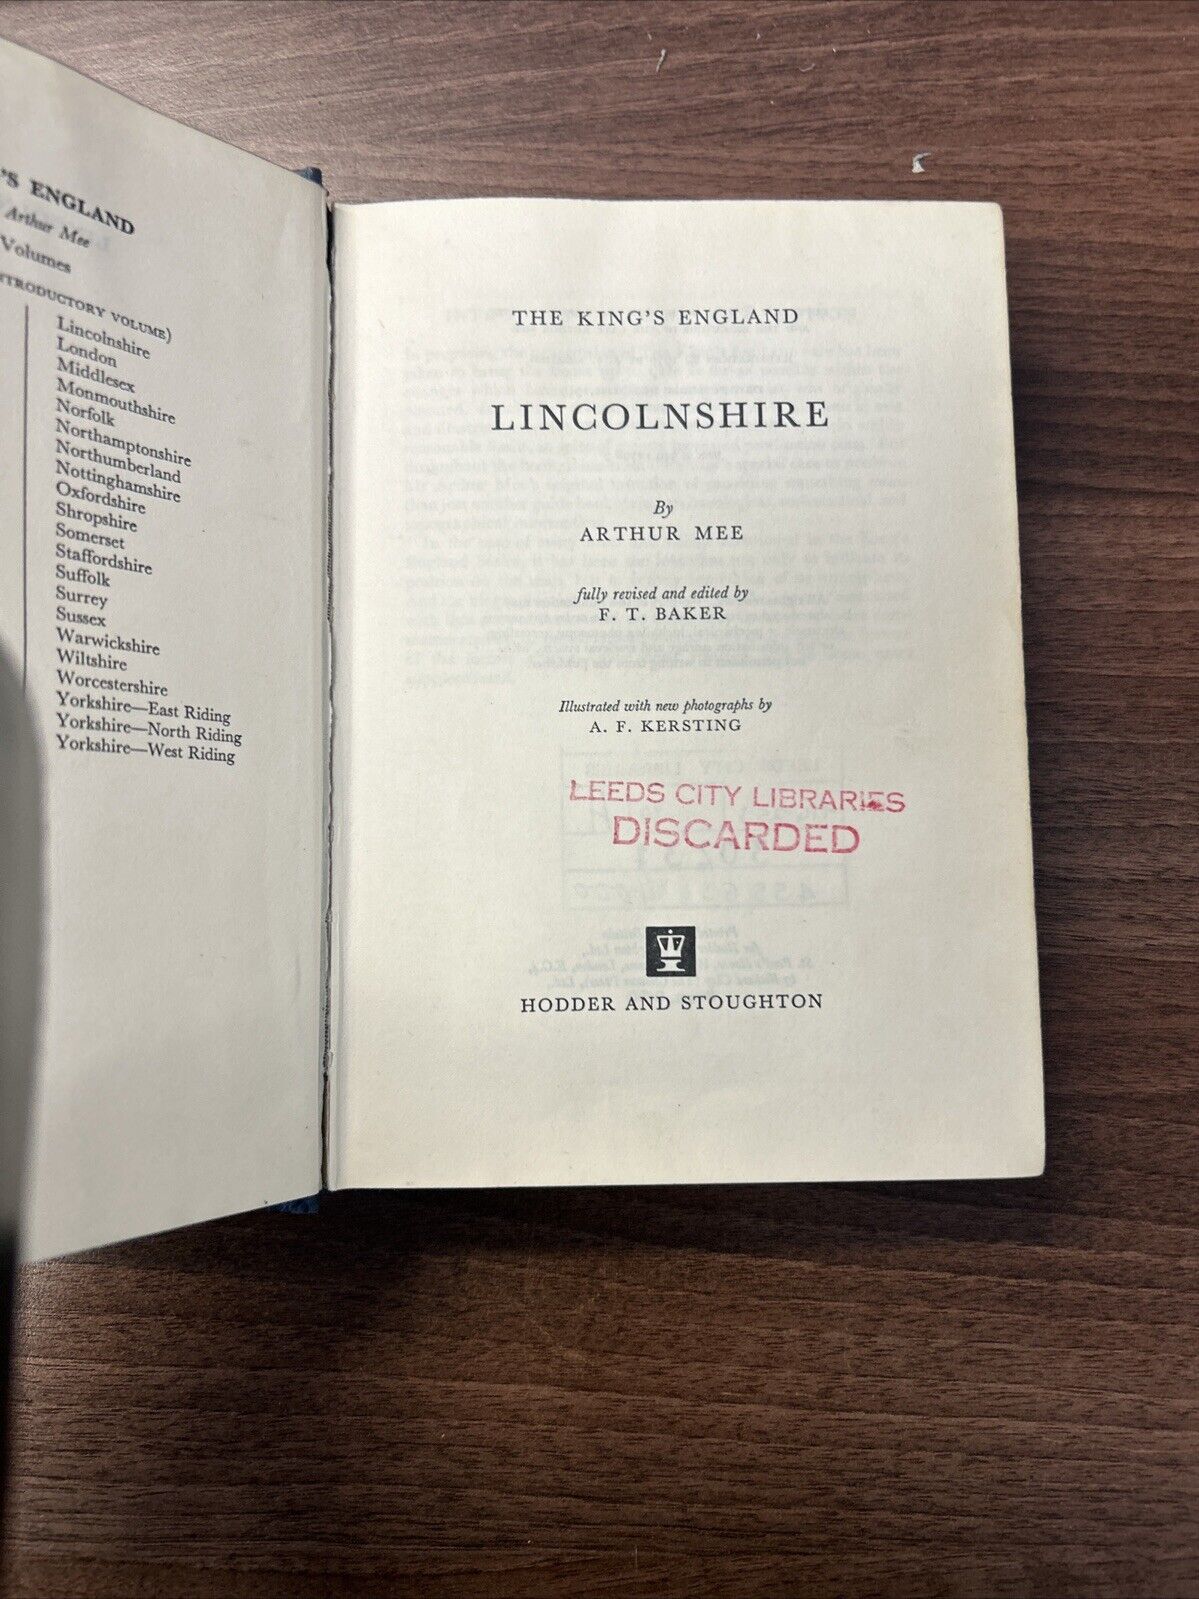 'S ENGLAND
Arthur Mee
Volumes
INTRODUCTORY VOLUME)
Lincolnshire
London
Middlesex
Monmouthshire
Norfolk
Northamptonshire
Northumberland
Nottinghamshire
Oxfordshire
Shropshire
Somerset
Staffordshire
Suffolk
Surrey
Sussex
Warwickshire
Wiltshire
Worcestershire
Yorkshire—East Riding
Yorkshire—North Riding
Yorkshire—West Riding
THE KING'S ENGLAND
LINCOLNSHIRE
By
ARTHUR MEE
fully revised and edited by
F. T. BAKER
Illustrated with new photographs by
A. F. KERSTING
LEEDS CITY LIBRARIES
DISCARDED
HODDER AND STOUGHTON